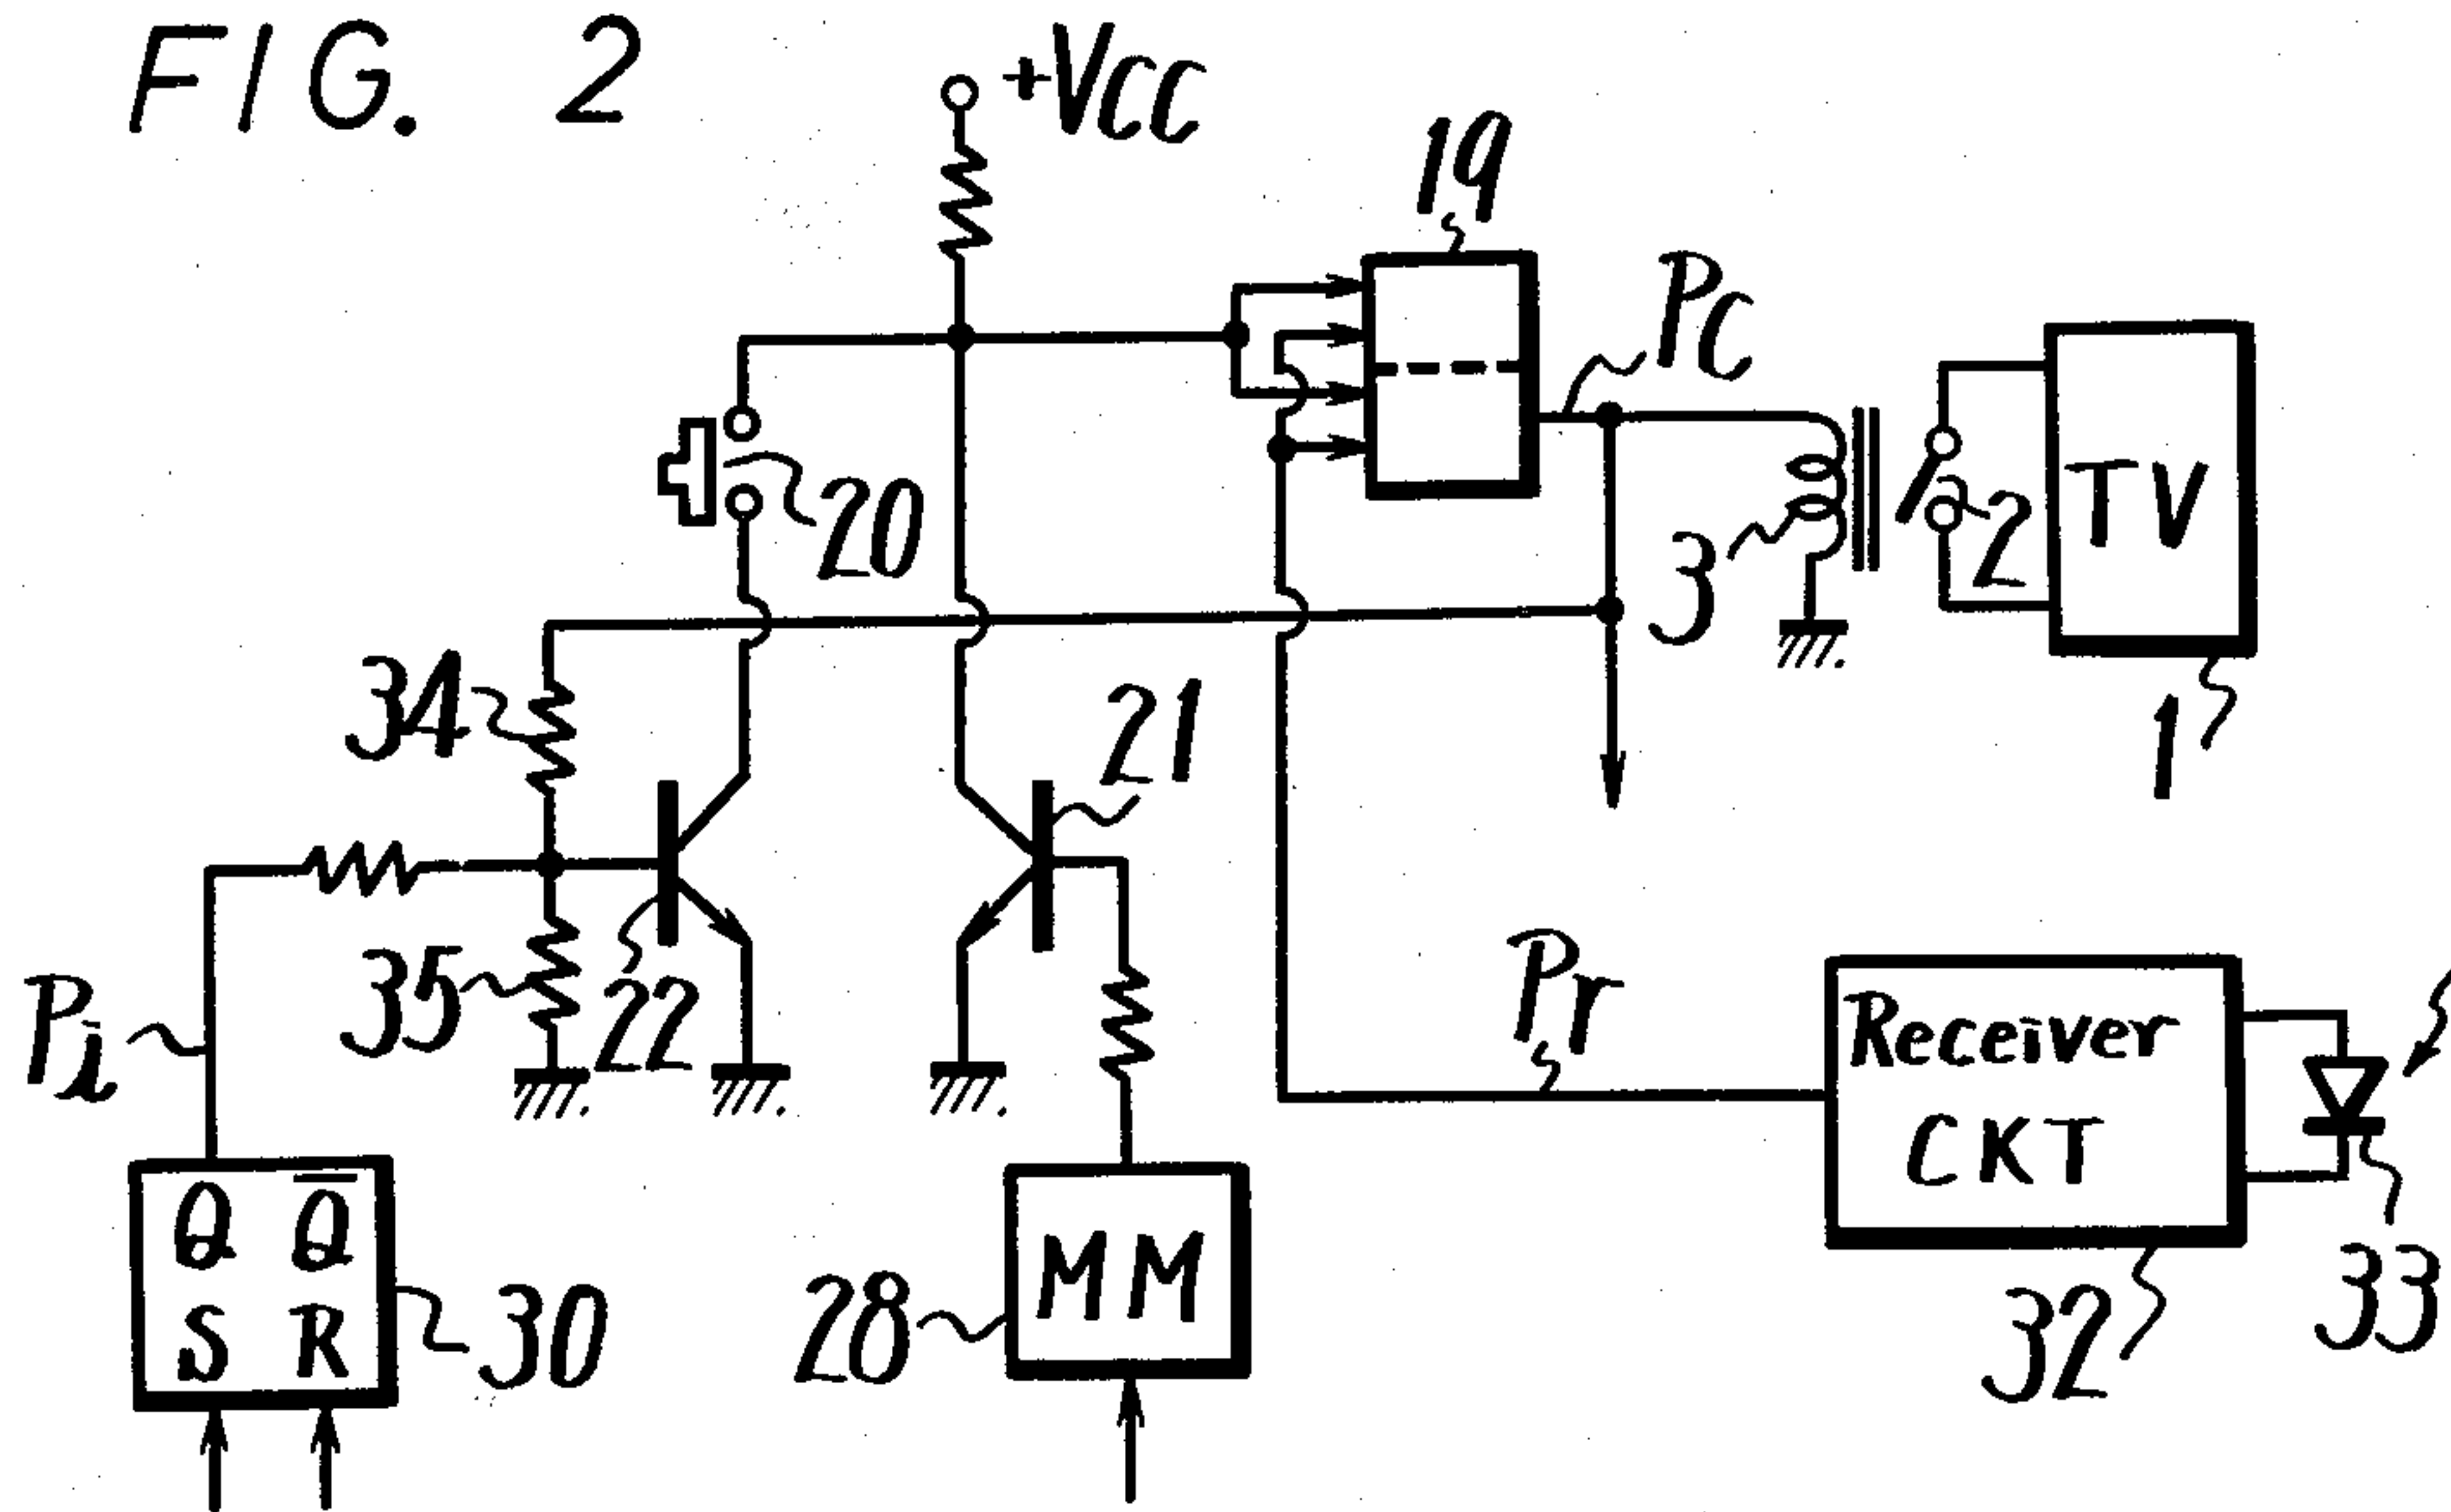 FIG. 2
+Vcc
19
Pc
20
TV
2
3
34
21
1
22
35
Pi
Pr
Receiver
CKT
Q Q̅
S R
30
28
MM
32
33